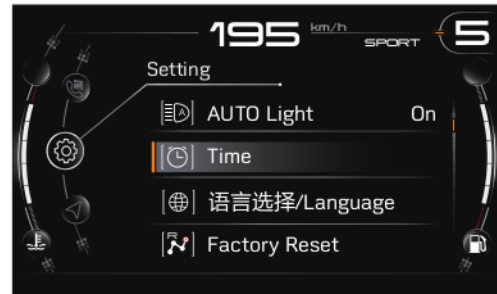 195 km/h SPORT 5
Setting
AUTO Light On
Time
语言选择/Language
Factory Reset